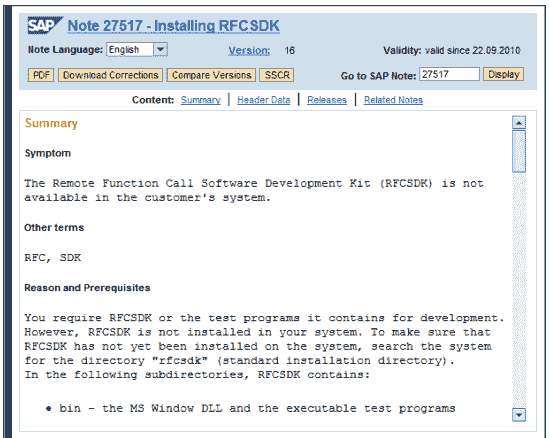 SAP Note 27517 - Installing RFCSDK
Note Language: English Version: 16 Validity: valid since 22.09.2010
PDF Download Corrections Compare Versions SSCR Go to SAP Note: 27517 Display
Content: Summary | Header Data | Releases | Related Notes
Summary
Symptom
The Remote Function Call Software Development Kit (RFCSDK) is not
available in the customer's system.
Other terms
RFC, SDK
Reason and Prerequisites
You require RFCSDK or the test programs it contains for development.
However, RFCSDK is not installed in your system. To make sure that
RFCSDK has not yet been installed on the system, search the system
for the directory "rfcsdk" (standard installation directory).
In the following subdirectories, RFCSDK contains:
• bin - the MS Window DLL and the executable test programs